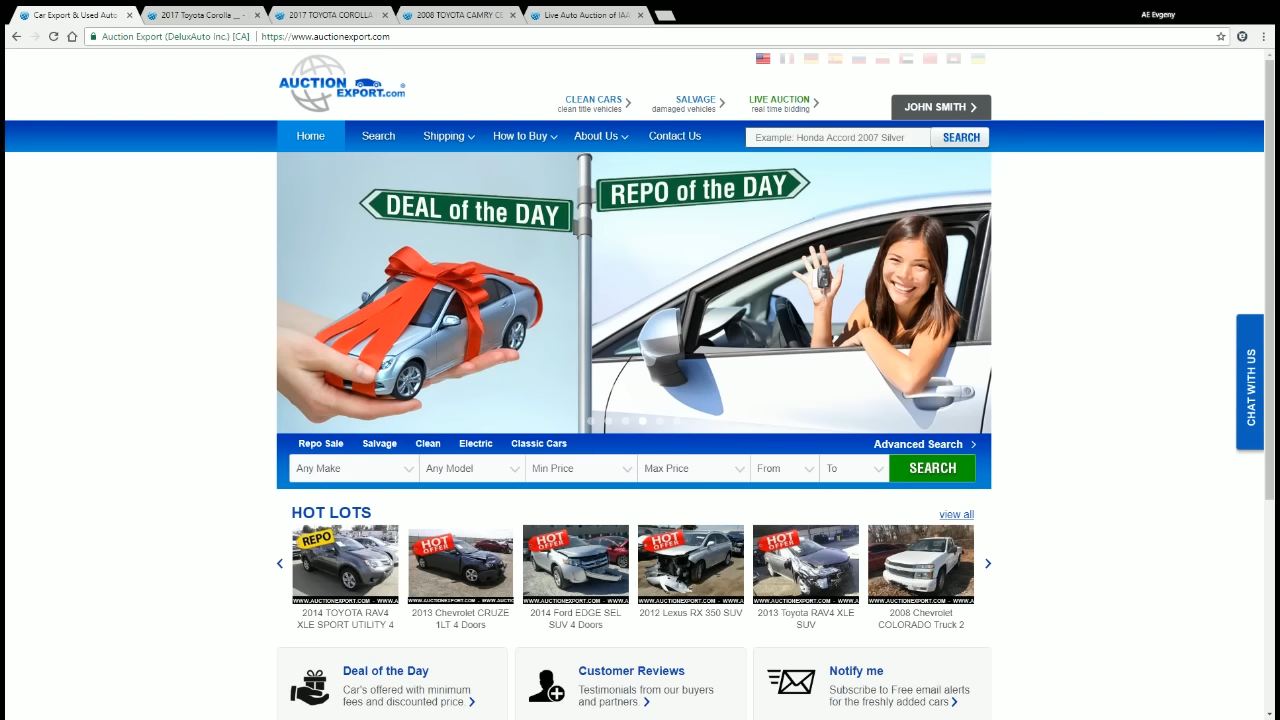 Car Export & Used Auto
2017 Toyota Corolla __ -
2017 TOYOTA COROLLA
2008 TOYOTA CAMRY CE
Live Auto Auction of IAA
AE Evgeny
Auction Export (DeluxAuto Inc.) [CA]
https://www.auctionexport.com
AUCTION
EXPORT.com
CLEAN CARS
clean title vehicles
SALVAGE
damaged vehicles
LIVE AUCTION
real time bidding
JOHN SMITH
Home
Search
Shipping
How to Buy
About Us
Contact Us
Example: Honda Accord 2007 Silver
SEARCH
DEAL of the DAY
REPO of the DAY
CHAT WITH US
Repo Sale
Salvage
Clean
Electric
Classic Cars
Advanced Search
Any Make
Any Model
Min Price
Max Price
From
To
SEARCH
HOT LOTS
view all
REPO
HOT
OFFER
HOT
OFFER
HOT
OFFER
HOT
OFFER
WWW.AUCTIONEXPORT.COM - WWW.A
WWW.AUCTIONEXPORT.COM - WWW.A
WWW.AUCTIONEXPORT.COM - WWW.A
WWW.AUCTIONEXPORT.COM - WWW.A
WWW.AUCTIONEXPORT.COM - WWW.A
WWW.AUCTIONEXPORT.COM - WWW.A
2014 TOYOTA RAV4
XLE SPORT UTILITY 4
2013 Chevrolet CRUZE
1LT 4 Doors
2014 Ford EDGE SEL
SUV 4 Doors
2012 Lexus RX 350 SUV
2013 Toyota RAV4 XLE
SUV
2008 Chevrolet
COLORADO Truck 2
Deal of the Day
Car's offered with minimum
fees and discounted price.
Customer Reviews
Testimonials from our buyers
and partners.
Notify me
Subscribe to Free email alerts
for the freshly added cars